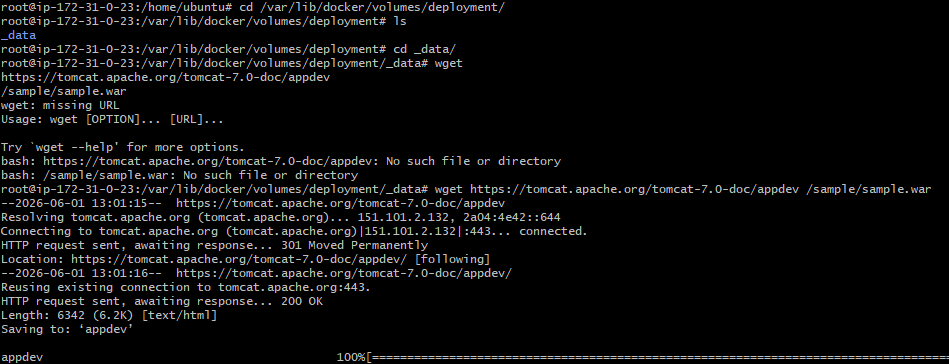 root@ip-172-31-0-23:/home/ubuntu# cd /var/lib/docker/volumes/deployment/
root@ip-172-31-0-23:/var/lib/docker/volumes/deployment# ls
_data
root@ip-172-31-0-23:/var/lib/docker/volumes/deployment# cd _data/
root@ip-172-31-0-23:/var/lib/docker/volumes/deployment/_data# wget
https://tomcat.apache.org/tomcat-7.0-doc/appdev
/sample/sample.war
wget: missing URL
Usage: wget [OPTION]... [URL]...
Try `wget --help' for more options.
bash: https://tomcat.apache.org/tomcat-7.0-doc/appdev: No such file or directory
bash: /sample/sample.war: No such file or directory
root@ip-172-31-0-23:/var/lib/docker/volumes/deployment/_data# wget https://tomcat.apache.org/tomcat-7.0-doc/appdev /sample/sample.war
--2026-06-01 13:01:15--  https://tomcat.apache.org/tomcat-7.0-doc/appdev
Resolving tomcat.apache.org (tomcat.apache.org)... 151.101.2.132, 2a04:4e42::644
Connecting to tomcat.apache.org (tomcat.apache.org)|151.101.2.132|:443... connected.
HTTP request sent, awaiting response... 301 Moved Permanently
Location: https://tomcat.apache.org/tomcat-7.0-doc/appdev/ [following]
--2026-06-01 13:01:16--  https://tomcat.apache.org/tomcat-7.0-doc/appdev/
Reusing existing connection to tomcat.apache.org:443.
HTTP request sent, awaiting response... 200 OK
Length: 6342 (6.2K) [text/html]
Saving to: ‘appdev’
appdev 100%[==================================================================================